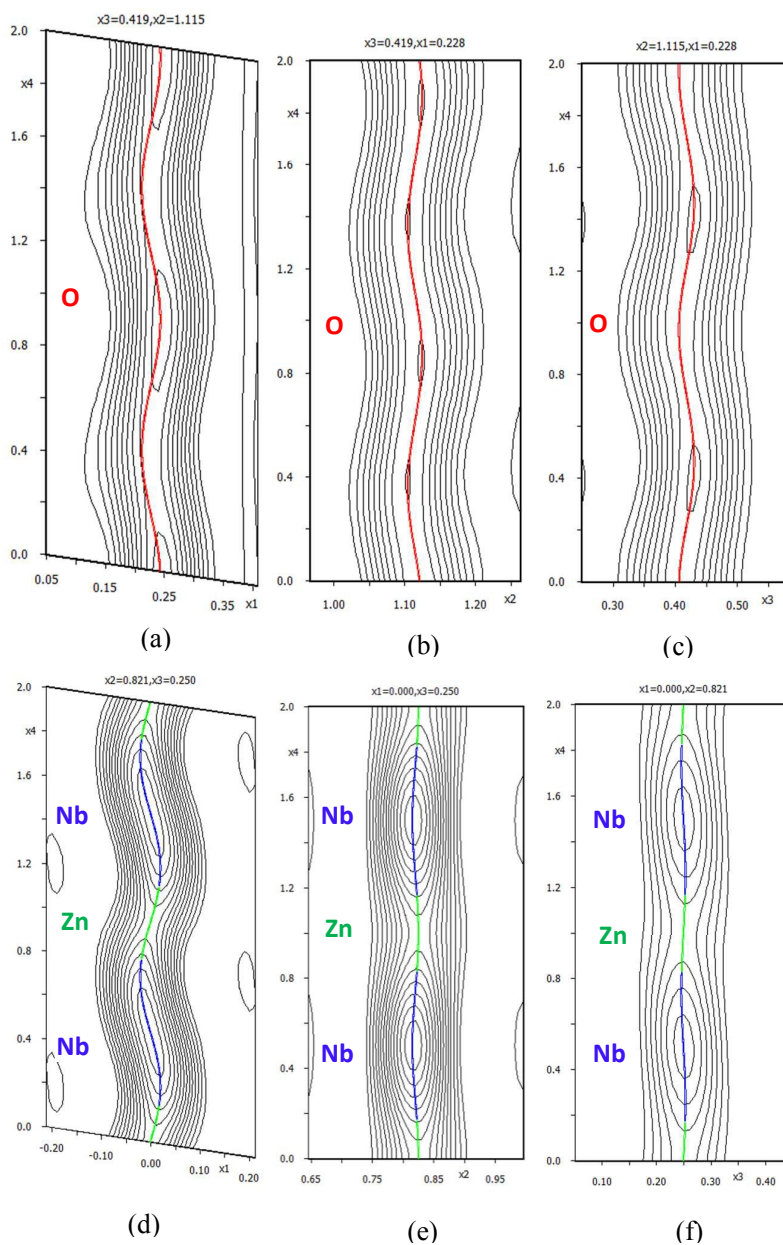 x3=0.419,x2=1.115
2.0
x4
1.6
1.2
O
0.8
0.4
0.0
0.05
0.15
0.25
0.35
x1
(a)
x3=0.419,x1=0.228
2.0
x4
1.6
1.2
O
0.8
0.4
0.0
1.00
1.10
1.20
x2
(b)
x2=1.115,x1=0.228
2.0
x4
1.6
1.2
O
0.8
0.4
0.0
0.30
0.40
0.50
x3
(c)
x2=0.821,x3=0.250
2.0
x4
1.6
Nb
1.2
Zn
0.8
Nb
0.4
0.0
-0.20
-0.10
0.00
0.10
0.20
x1
(d)
x1=0.000,x3=0.250
2.0
x4
1.6
Nb
1.2
Zn
0.8
Nb
0.4
0.0
0.65
0.75
0.85
0.95
x2
(e)
x1=0.000,x2=0.821
2.0
x4
1.6
Nb
1.2
Zn
0.8
Nb
0.4
0.0
0.10
0.20
0.30
0.40
x3
(f)